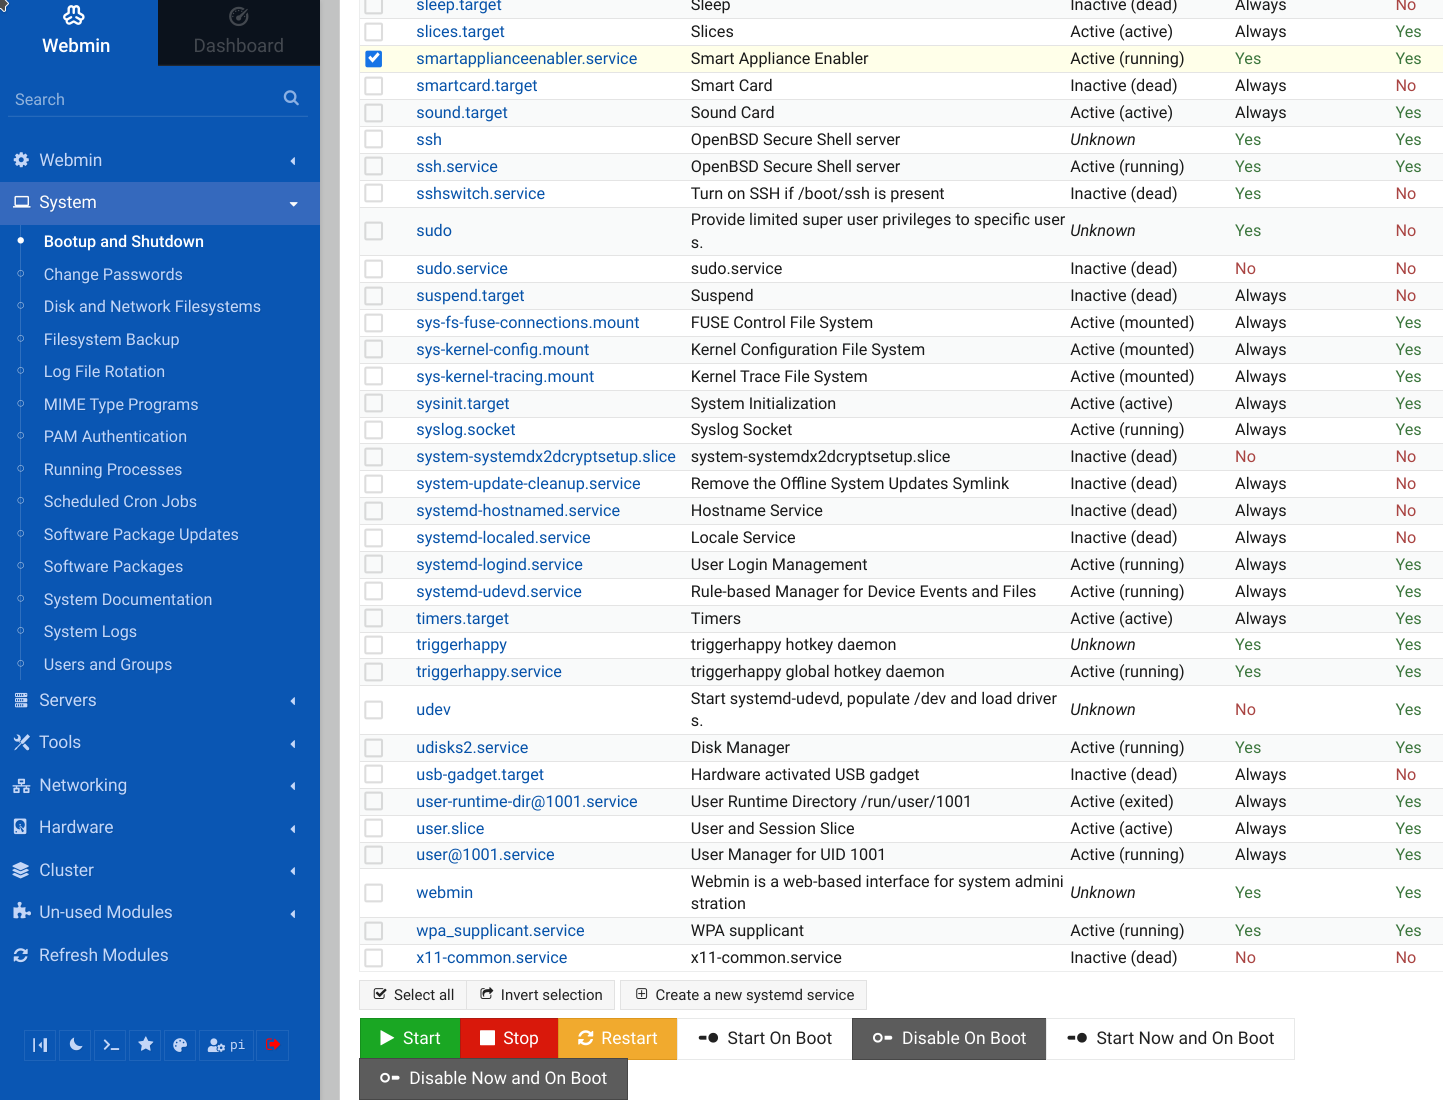 Webmin
Dashboard
Search
Webmin
System
Bootup and Shutdown
Change Passwords
Disk and Network Filesystems
Filesystem Backup
Log File Rotation
MIME Type Programs
PAM Authentication
Running Processes
Scheduled Cron Jobs
Software Package Updates
Software Packages
System Documentation
System Logs
Users and Groups
Servers
Tools
Networking
Hardware
Cluster
Un-used Modules
Refresh Modules
pi
sleep.target Sleep Inactive (dead) Always No
slices.target Slices Active (active) Always Yes
smartapplianceenabler.service Smart Appliance Enabler Active (running) Yes Yes
smartcard.target Smart Card Inactive (dead) Always No
sound.target Sound Card Active (active) Always Yes
ssh OpenBSD Secure Shell server Unknown Yes Yes
ssh.service OpenBSD Secure Shell server Active (running) Yes Yes
sshswitch.service Turn on SSH if /boot/ssh is present Inactive (dead) Yes No
sudo Provide limited super user privileges to specific user Unknown Yes No
s.
sudo.service sudo.service Inactive (dead) No No
suspend.target Suspend Inactive (dead) Always No
sys-fs-fuse-connections.mount FUSE Control File System Active (mounted) Always Yes
sys-kernel-config.mount Kernel Configuration File System Active (mounted) Always Yes
sys-kernel-tracing.mount Kernel Trace File System Active (mounted) Always Yes
sysinit.target System Initialization Active (active) Always Yes
syslog.socket Syslog Socket Active (running) Always Yes
system-systemdx2dcryptsetup.slice system-systemdx2dcryptsetup.slice Inactive (dead) No No
system-update-cleanup.service Remove the Offline System Updates Symlink Inactive (dead) Always No
systemd-hostnamed.service Hostname Service Inactive (dead) Always No
systemd-localed.service Locale Service Inactive (dead) Always No
systemd-logind.service User Login Management Active (running) Always Yes
systemd-udevd.service Rule-based Manager for Device Events and Files Active (running) Always Yes
timers.target Timers Active (active) Always Yes
triggerhappy triggerhappy hotkey daemon Unknown Yes Yes
triggerhappy.service triggerhappy global hotkey daemon Active (running) Yes Yes
udev Start systemd-udevd, populate /dev and load driver Unknown No Yes
s.
udisks2.service Disk Manager Active (running) Yes Yes
usb-gadget.target Hardware activated USB gadget Inactive (dead) Always No
user-runtime-dir@1001.service User Runtime Directory /run/user/1001 Active (exited) Always Yes
user.slice User and Session Slice Active (active) Always Yes
user@1001.service User Manager for UID 1001 Active (running) Always Yes
webmin Webmin is a web-based interface for system admini Unknown Yes Yes
stration
wpa_supplicant.service WPA supplicant Active (running) Yes Yes
x11-common.service x11-common.service Inactive (dead) No No
Select all Invert selection Create a new systemd service
Start Stop Restart Start On Boot Disable On Boot Start Now and On Boot
Disable Now and On Boot